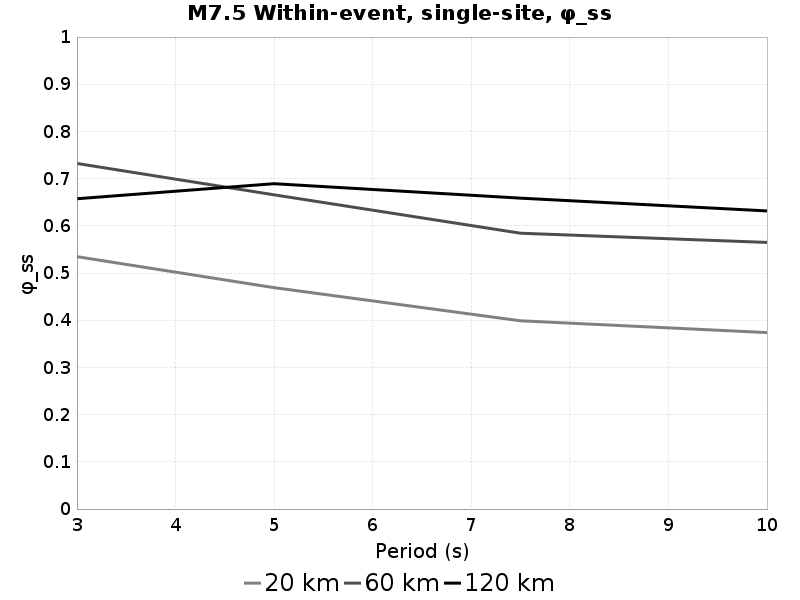 M7.5 Within-event, single-site, φ_ss
1
0.9
0.8
0.7
0.6
0.5
0.4
0.3
0.2
0.1
0
φ_ss
3 4 5 6 7 8 9 10
Period (s)
20 km 60 km 120 km